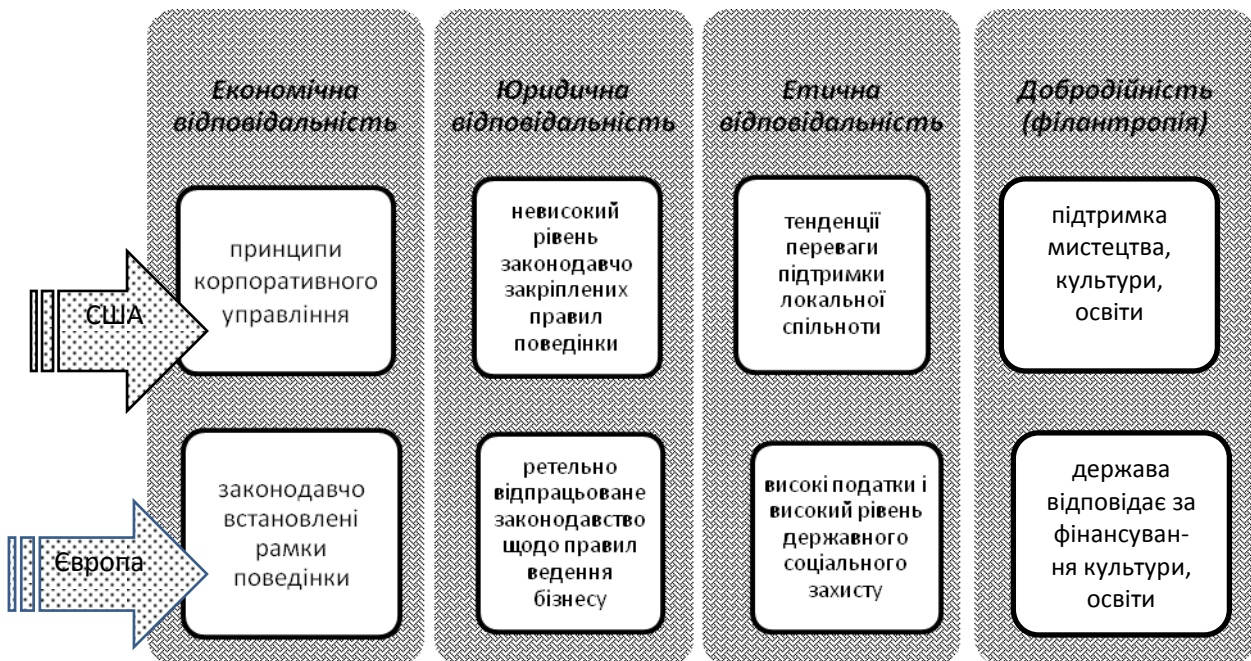 Економічна
відповідальність
Юридична
відповідальність
Етична
відповідальність
Добродійність
(філантропія)
США
принципи
корпоративного
управління
невисокий
рівень
законодавчо
закріплених
правил
поведінки
тенденції
переваги
підтримки
локальної
спільноти
підтримка
мистецтва,
культури,
освіти
Європа
законодавчо
встановлені
рамки
поведінки
ретельно
відпрацьоване
законодавство
щодо правил
ведення
бізнесу
високі податки і
високий рівень
державного
соціального
захисту
держава
відповідає за
фінансуван-
ня культури,
освіти